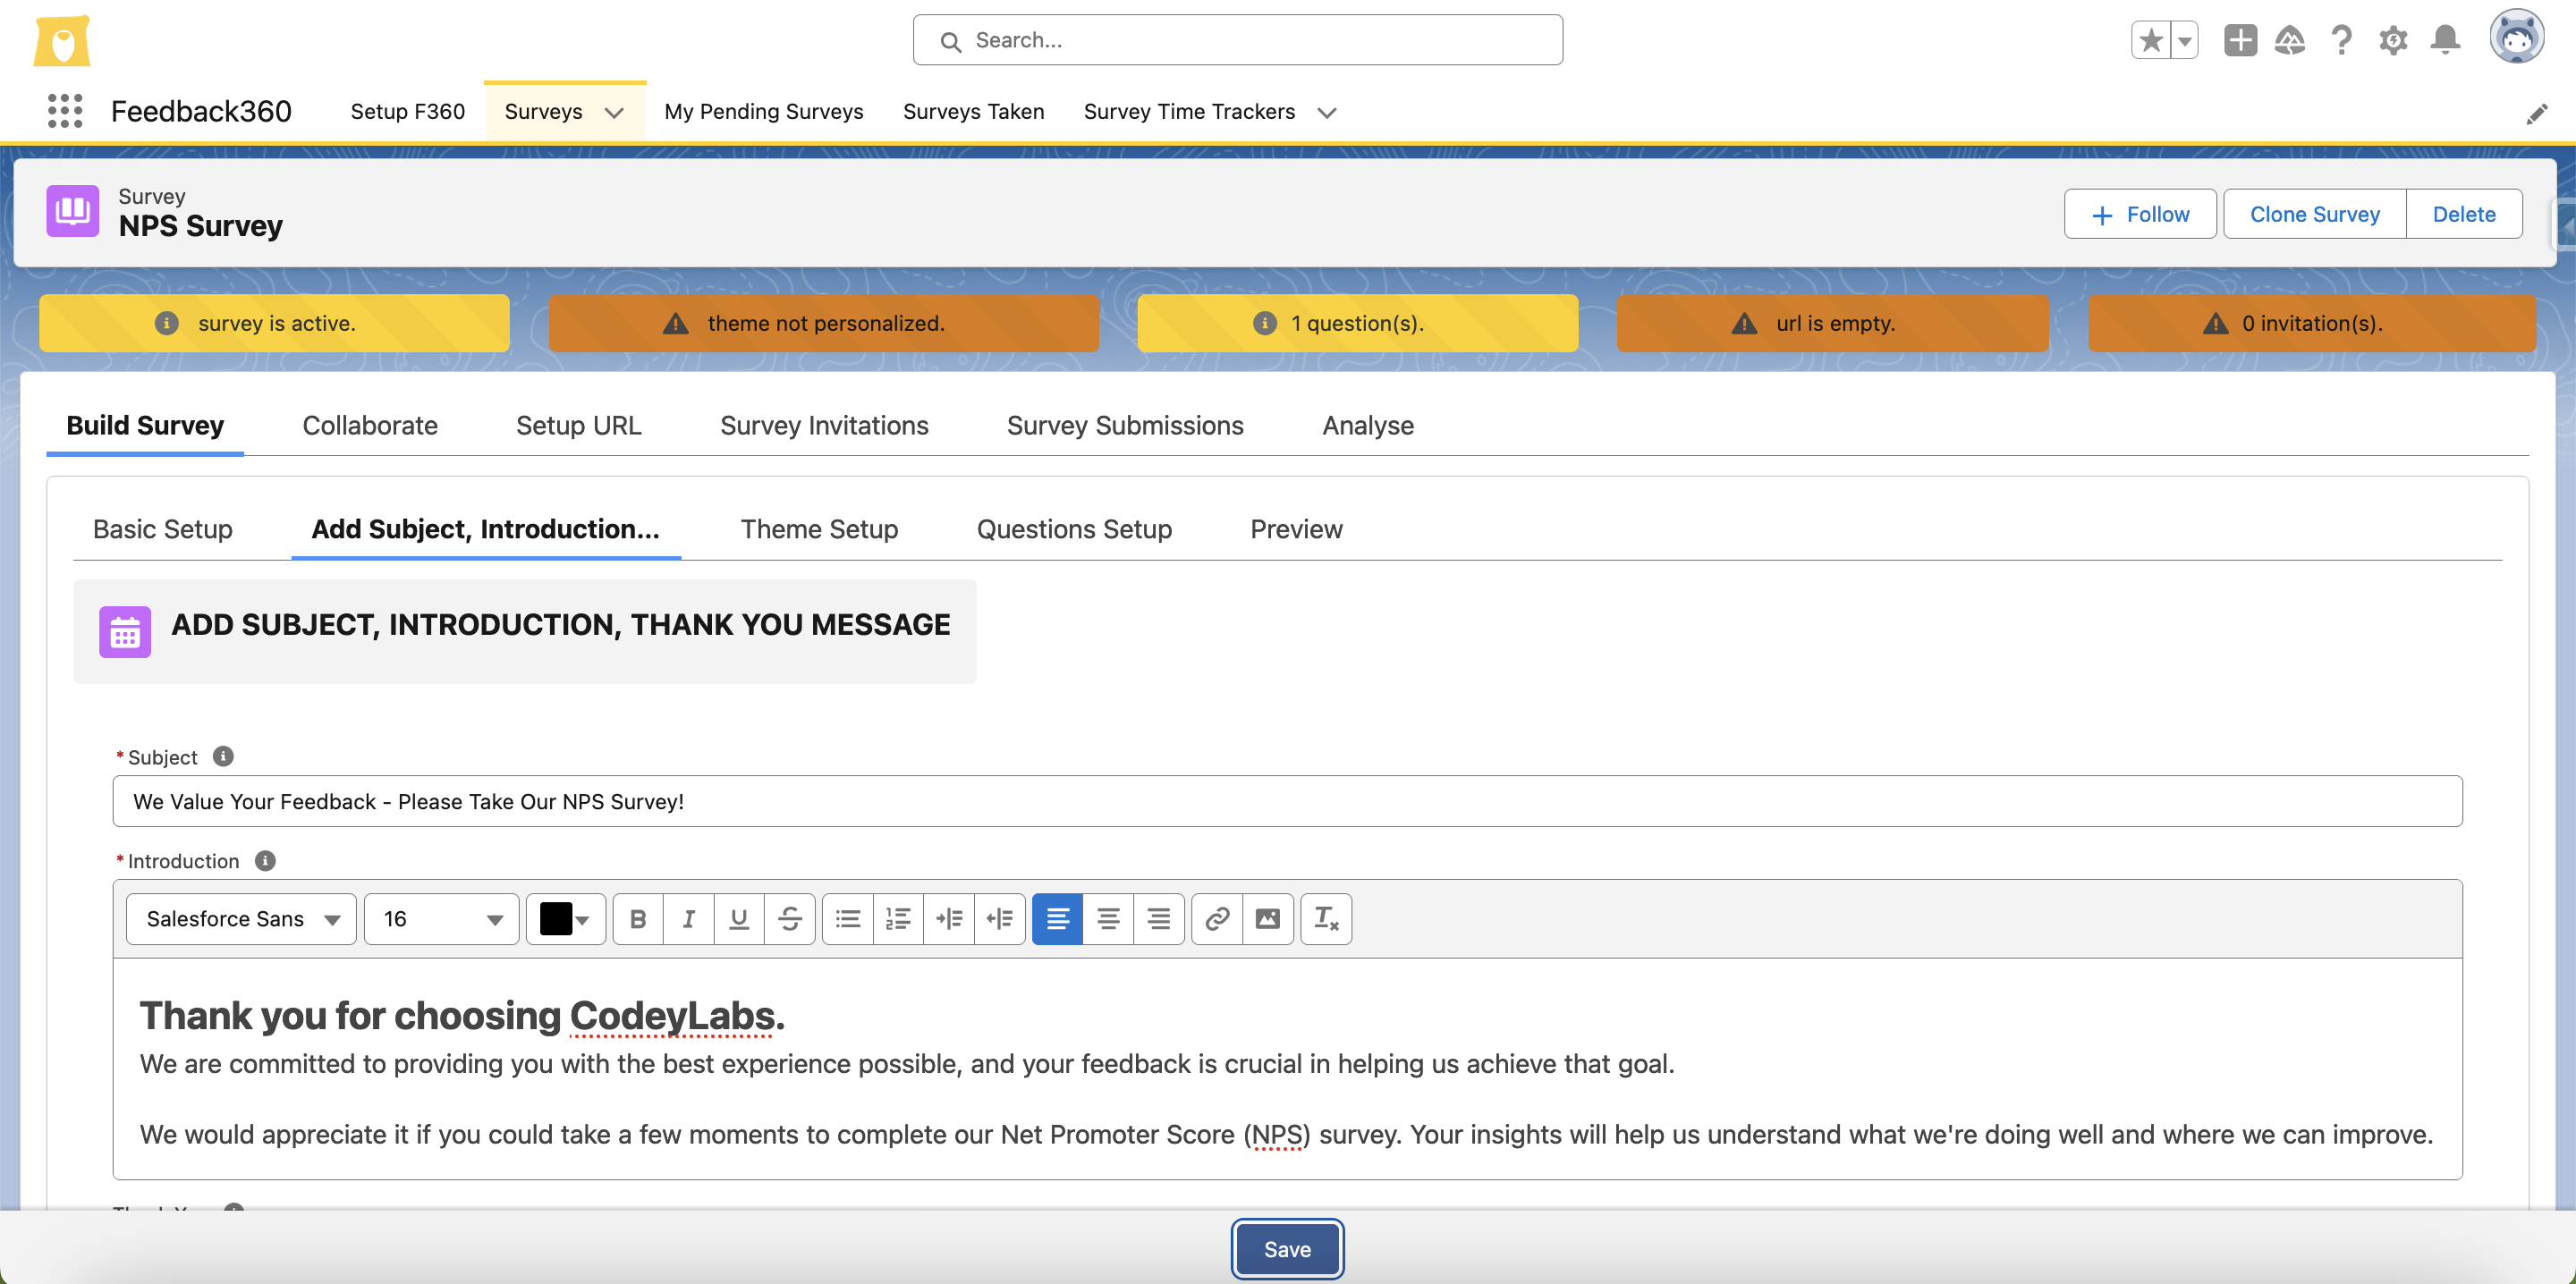 Search...
Feedback360
Setup F360
Surveys
My Pending Surveys
Surveys Taken
Survey Time Trackers
Survey
NPS Survey
Follow
Clone Survey
Delete
survey is active.
theme not personalized.
1 question(s).
url is empty.
0 invitation(s).
Build Survey
Collaborate
Setup URL
Survey Invitations
Survey Submissions
Analyse
Basic Setup
Add Subject, Introduction...
Theme Setup
Questions Setup
Preview
ADD SUBJECT, INTRODUCTION, THANK YOU MESSAGE
* Subject
We Value Your Feedback - Please Take Our NPS Survey!
* Introduction
Salesforce Sans
16
Thank you for choosing CodeyLabs.
We are committed to providing you with the best experience possible, and your feedback is crucial in helping us achieve that goal.
We would appreciate it if you could take a few moments to complete our Net Promoter Score (NPS) survey. Your insights will help us understand what we're doing well and where we can improve.
Save